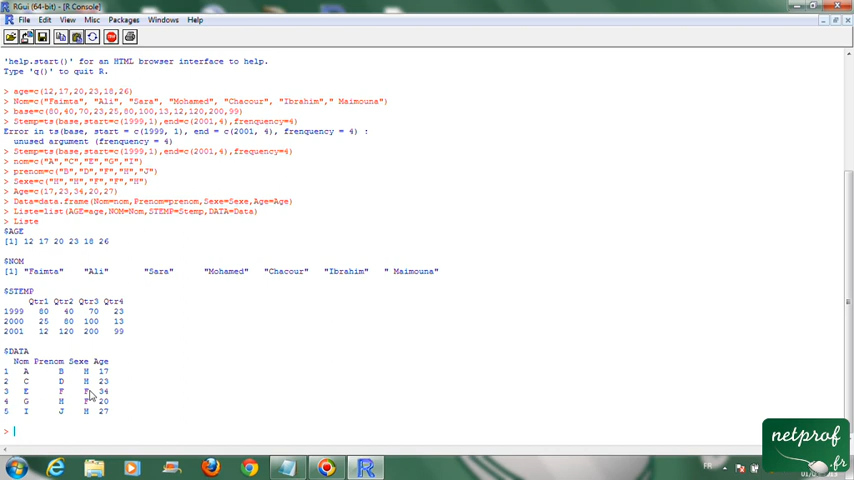 RGui (64-bit) - [R Console]
File Edit View Misc Packages Windows Help
'help.start()' for an HTML browser interface to help.
Type 'q()' to quit R.
> age=c(12,17,20,23,18,26)
> Nom=c("Faimta", "Ali", "Sara", "Mohamed", "Chacour", "Ibrahim"," Maimouna")
> base=c(80,40,70,23,25,80,100,13,12,120,200,99)
> Stemp=ts(base,start=c(1999,1),end=c(2001,4),frenquency=4)
Error in ts(base, start = c(1999, 1), end = c(2001, 4), frenquency = 4) :
unused argument (frenquency = 4)
> Stemp=ts(base,start=c(1999,1),end=c(2001,4),frequency=4)
> nom=c("A","C","E","G","I")
> prenom=c("B","D","F","H","J")
> Sexe=c("H","H","F","F","H")
> Age=c(17,23,34,20,27)
> Data=data.frame(Nom=nom,Prenom=prenom,Sexe=Sexe,Age=Age)
> Liste=list(AGE=age,NOM=Nom,STEMP=Stemp,DATA=Data)
> Liste
$AGE
[1] 12 17 20 23 18 26
$NOM
[1] "Faimta" "Ali" "Sara" "Mohamed" "Chacour" "Ibrahim" " Maimouna"
$STEMP
Qtr1 Qtr2 Qtr3 Qtr4
1999 80 40 70 23
2000 25 80 100 13
2001 12 120 200 99
$DATA
Nom Prenom Sexe Age
1 A B H 17
2 C D H 23
3 E F F 34
4 G H F 20
5 I J H 27
>
FR
netprof
.fr